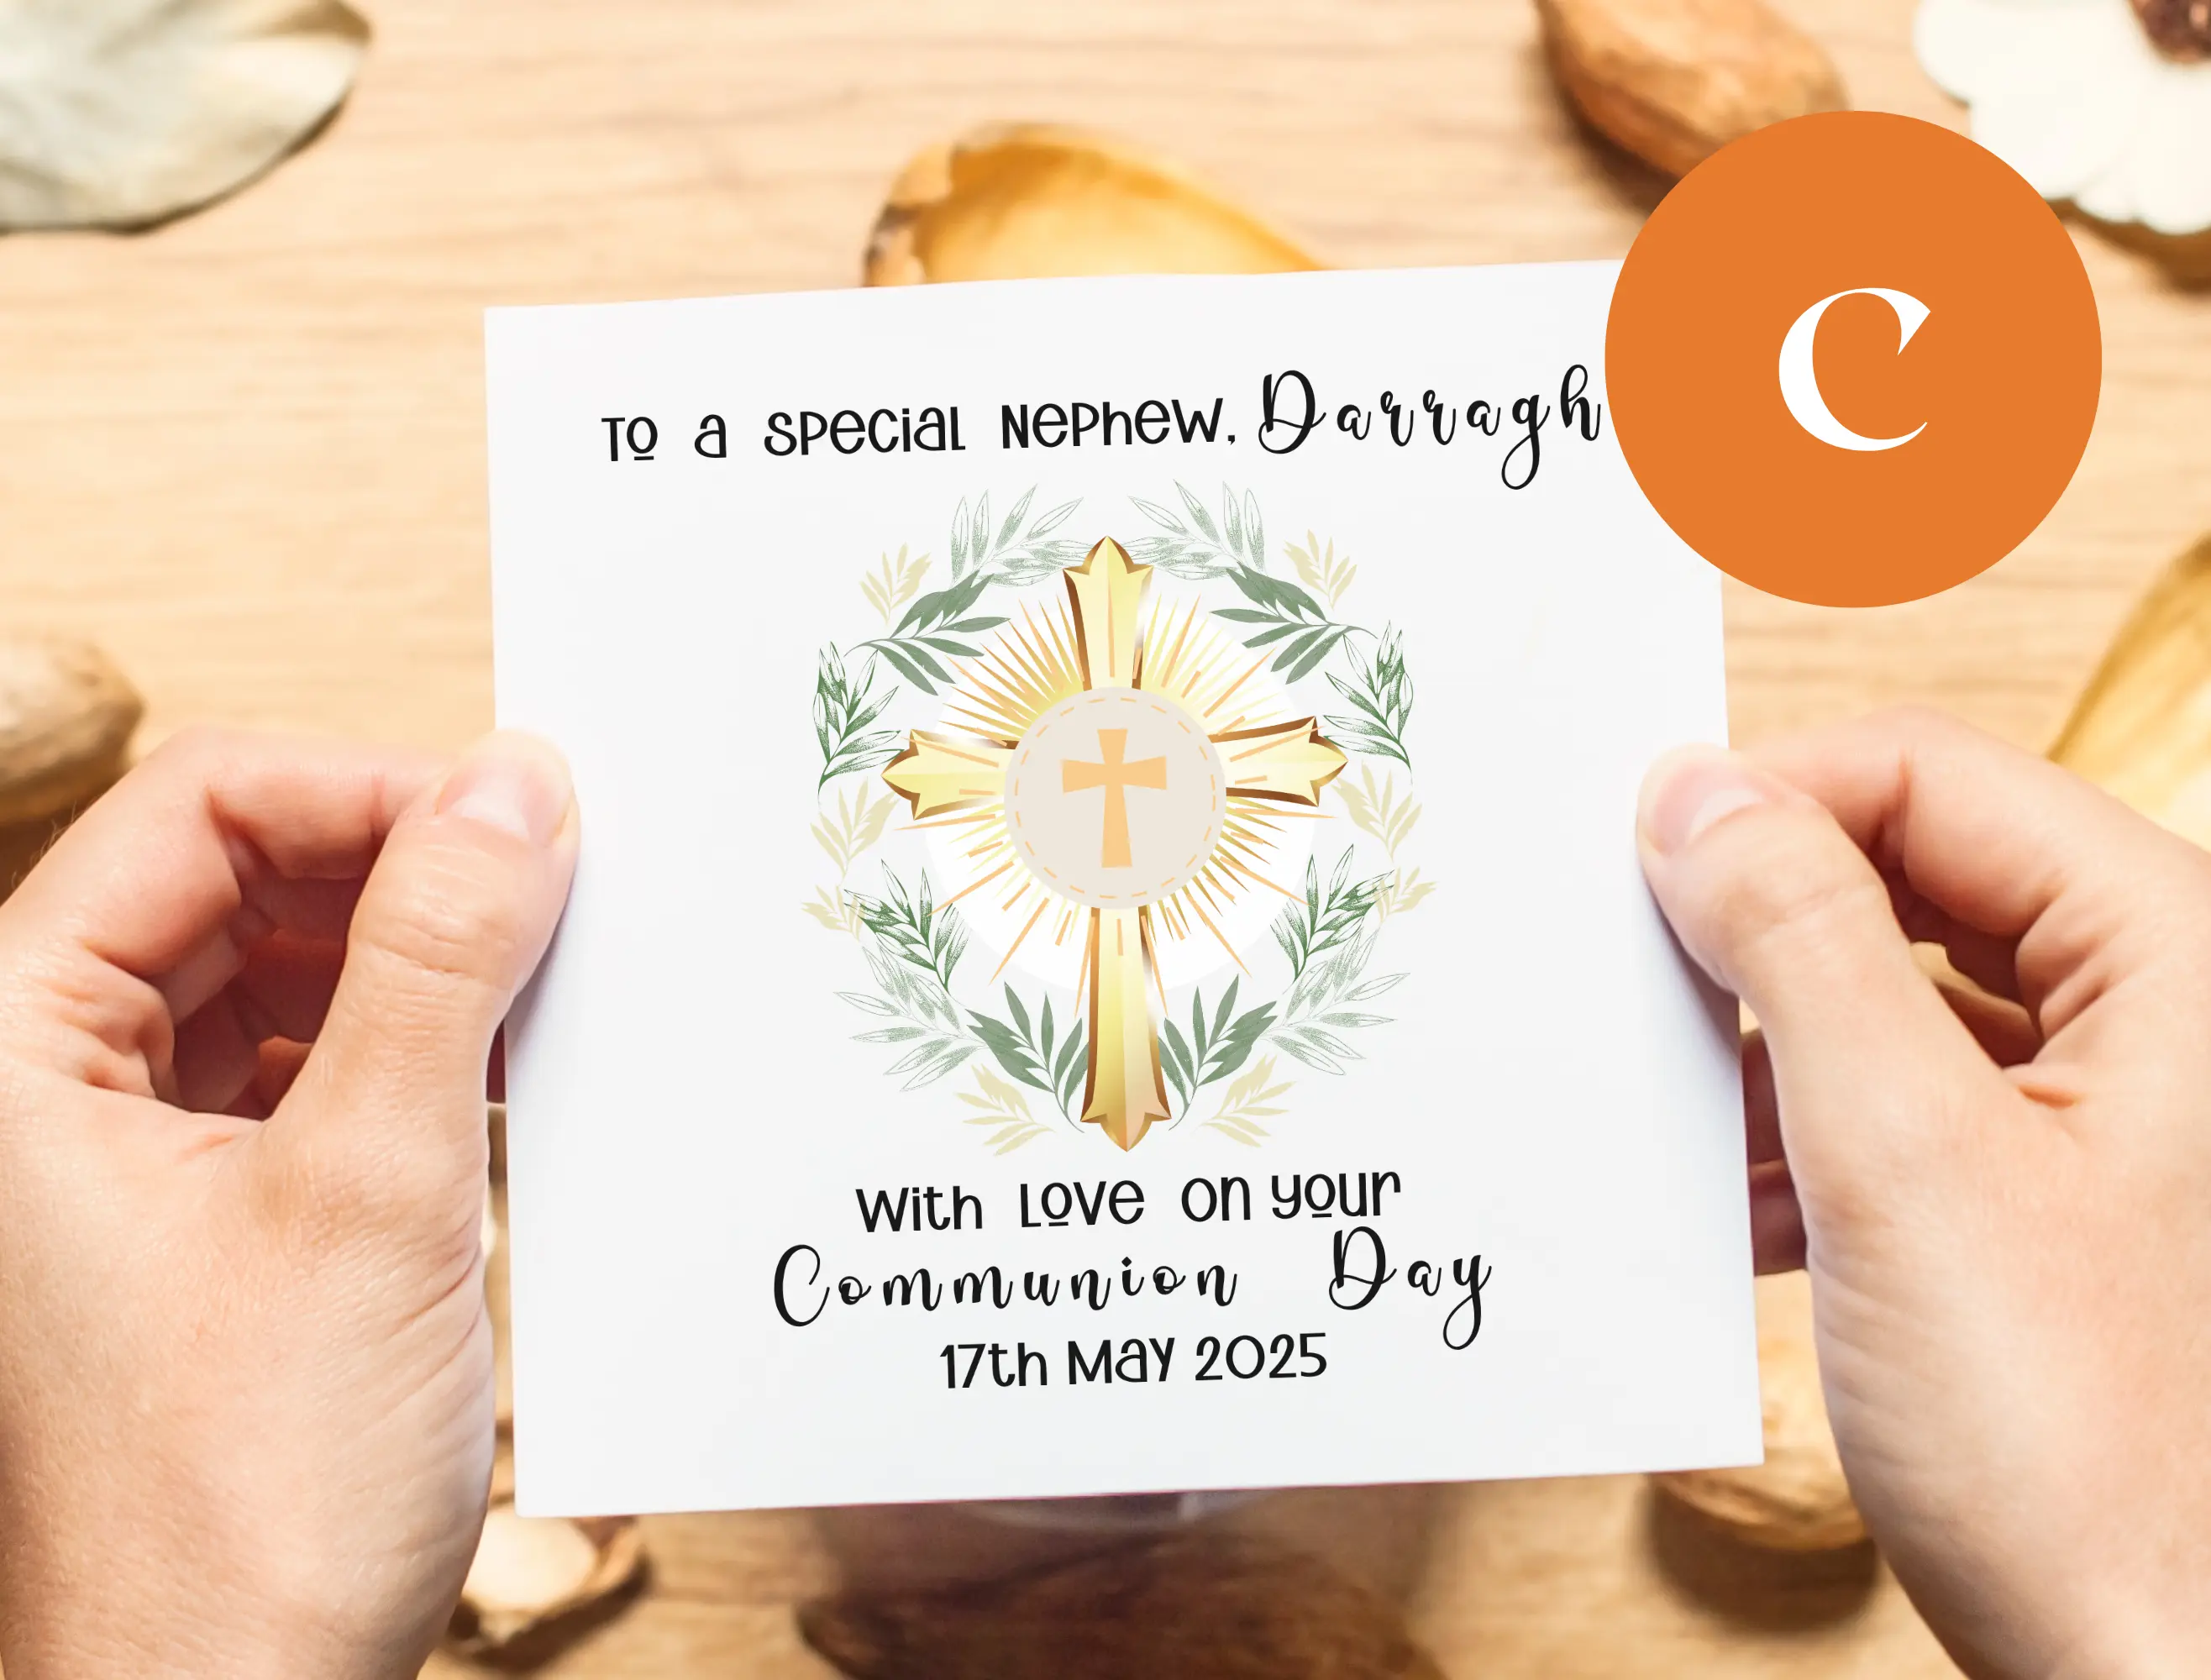 To a special Nephew, Darragh
C
With Love on your
Communion Day
17th May 2025